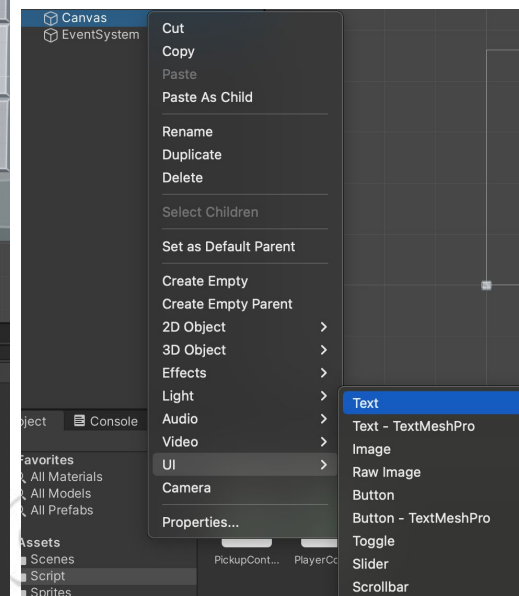 Canvas
EventSystem
Cut
Copy
Paste
Paste As Child
Rename
Duplicate
Delete
Select Children
Set as Default Parent
Create Empty
Create Empty Parent
2D Object
3D Object
Effects
Light
Audio
Video
UI
Camera
Properties...
Text
Text - TextMeshPro
Image
Raw Image
Button
Button - TextMeshPro
Toggle
Slider
Scrollbar
oject
Console
Favorites
All Materials
All Models
All Prefabs
Assets
Scenes
Script
Sprites
PickupCont...
PlayerCo